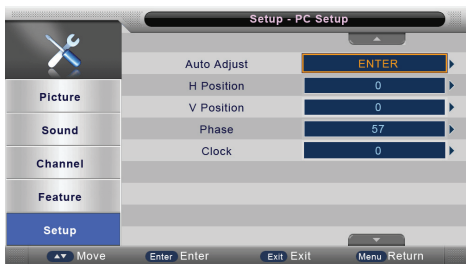 Setup - PC Setup
Auto Adjust ENTER
H Position 0
V Position 0
Phase 57
Clock 0
Picture
Sound
Channel
Feature
Setup
Move Enter Enter Exit Exit Menu Return